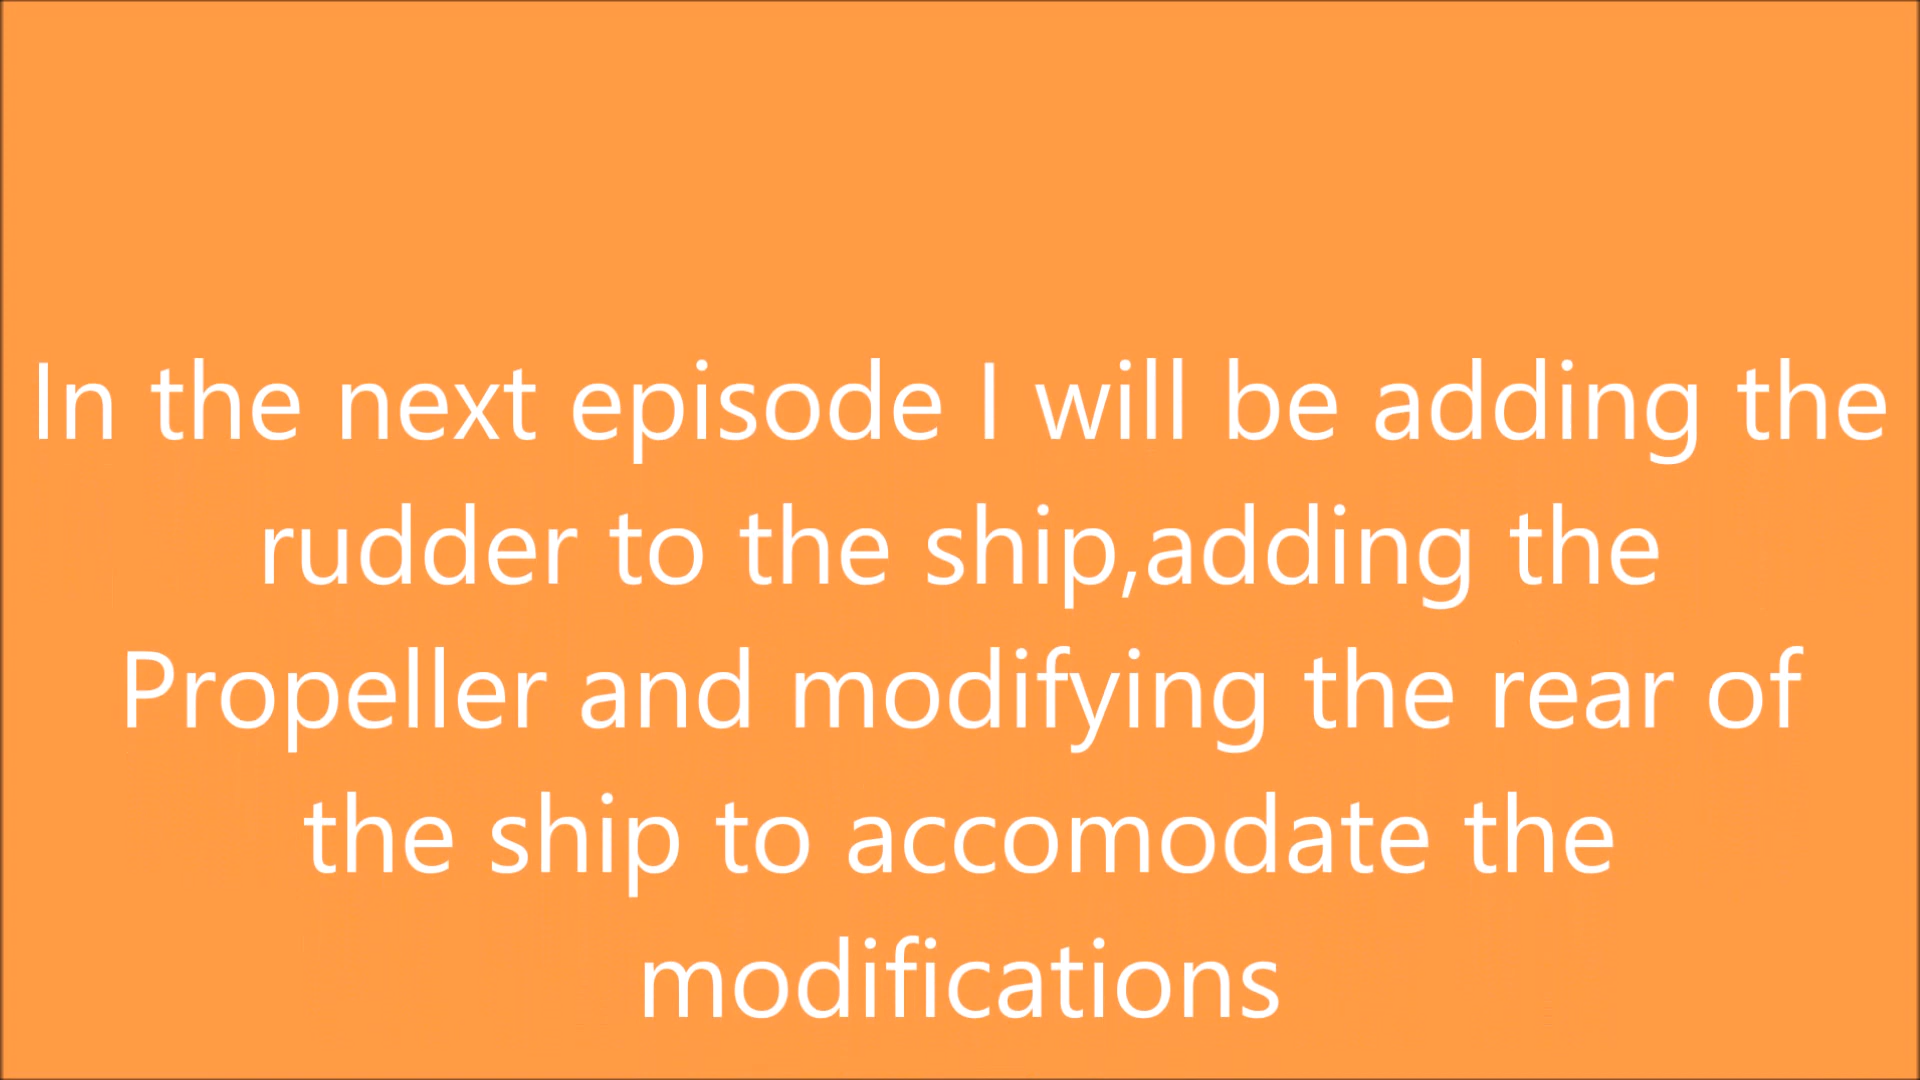 In the next episode I will be adding the
rudder to the ship,adding the
Propeller and modifying the rear of
the ship to accomodate the
modifications